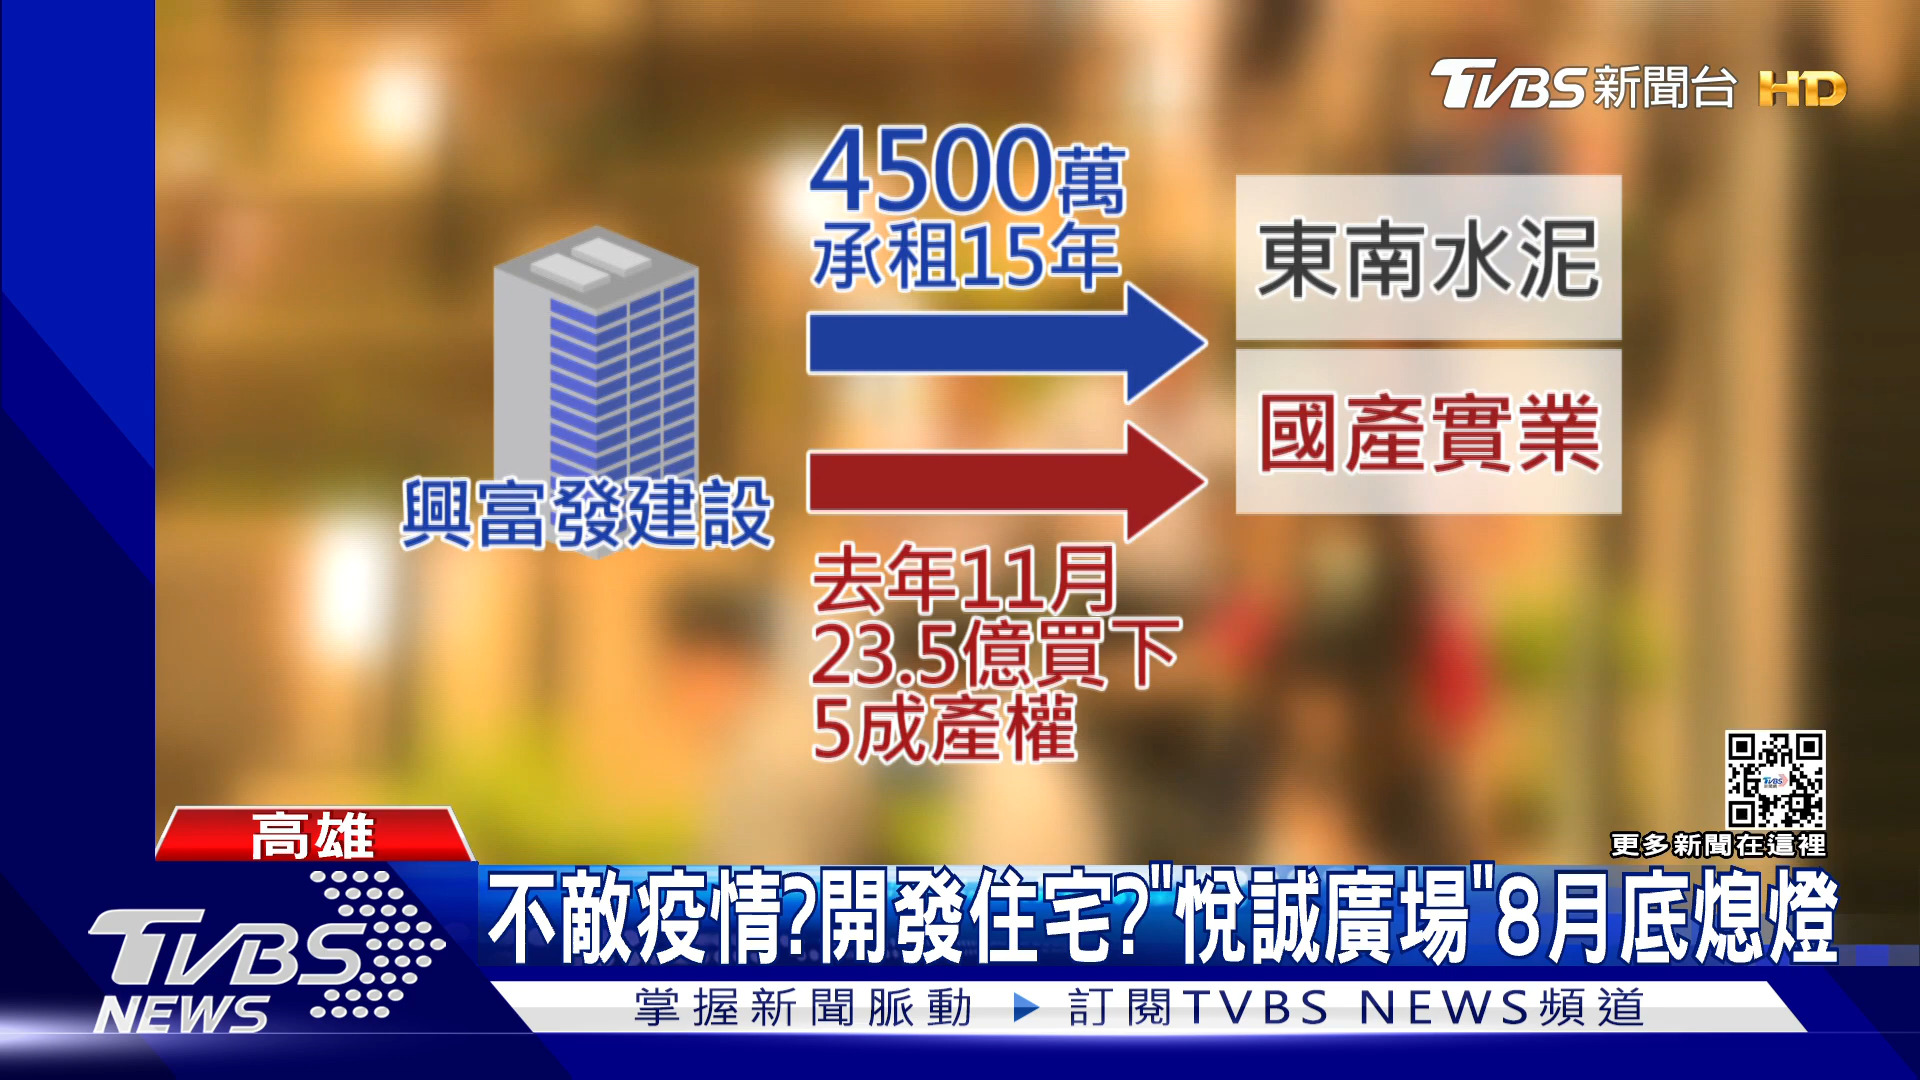 TVBS新聞台 HD
4500萬
承租15年
東南水泥
國產實業
興富發建設
去年11月
23.5億買下
5成產權
更多新聞在這裡
高雄
不敵疫情?開發住宅?"悅誠廣場"8月底熄燈
TVBS
NEWS
掌握新聞脈動 ▶ 訂閱TVBS NEWS頻道